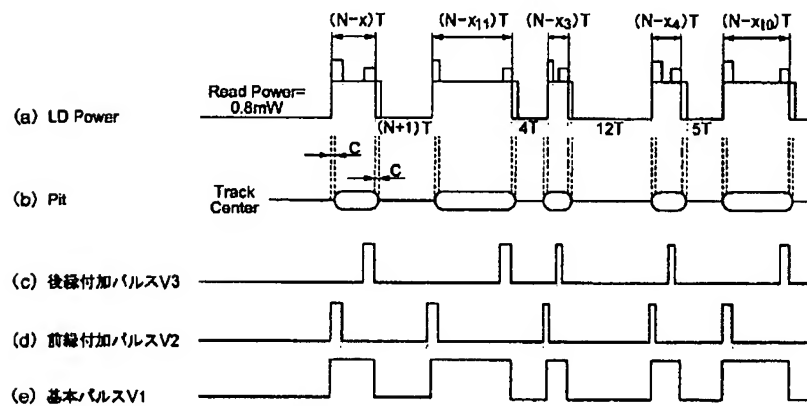 (N-x)T (N-x11)T (N-x3)T (N-x4)T (N-x10)T
Read Power=
0.8mW
(a) LD Power
(N+1)T 4T 12T 5T
C
C
(b) Pit
Track
Center
(c) 後縁付加パルスV3
(d) 前縁付加パルスV2
(e) 基本パルスV1